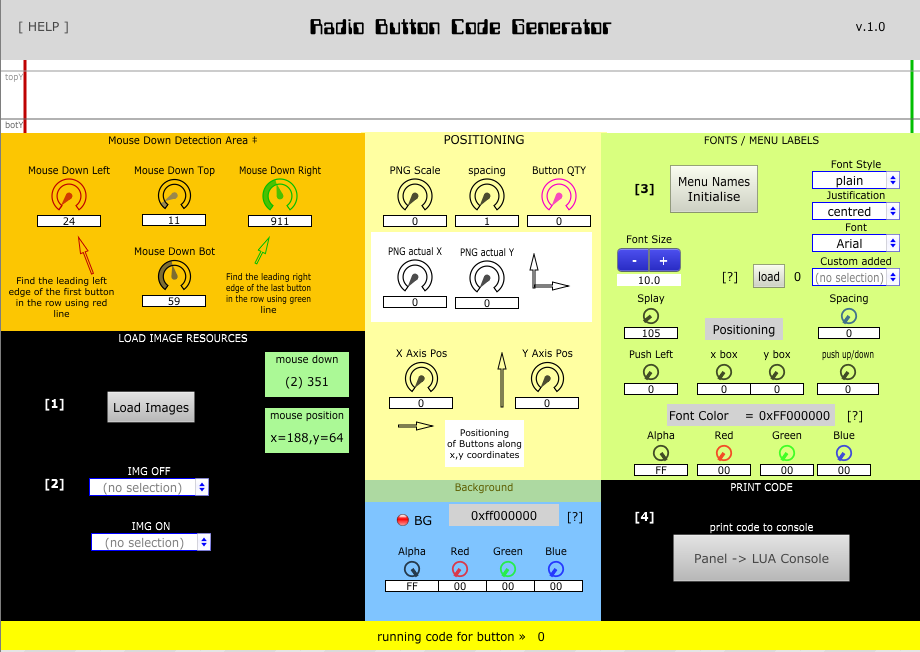 [ HELP ]
Radio Button Code Generator
v.1.0
topY
botY
Mouse Down Detection Area ‡
Mouse Down Left
Mouse Down Top
Mouse Down Right
24
11
911
Mouse Down Bot
59
Find the leading left
edge of the first button
in the row using red
line
Find the leading right
edge of the last button
in the row using green
line
LOAD IMAGE RESOURCES
mouse down
(2) 351
[1]
Load Images
mouse position
x=188,y=64
[2]
IMG OFF
(no selection)
IMG ON
(no selection)
POSITIONING
PNG Scale
spacing
Button QTY
0
1
0
PNG actual X
PNG actual Y
0
0
X Axis Pos
Y Axis Pos
0
0
Positioning
of Buttons along
x,y coordinates
Background
BG
0xff000000
[?]
Alpha
Red
Green
Blue
FF
00
00
00
FONTS / MENU LABELS
[3]
Menu Names
Initialise
Font Style
plain
Justification
centred
Font
Arial
Custom added
(no selection)
Font Size
-
+
10.0
[?]
load
0
Splay
105
Positioning
Spacing
0
Push Left
x box
y box
push up/down
0
0
0
0
Font Color = 0xFF000000
[?]
Alpha
Red
Green
Blue
FF
00
00
00
PRINT CODE
[4]
print code to console
Panel -> LUA Console
running code for button » 0